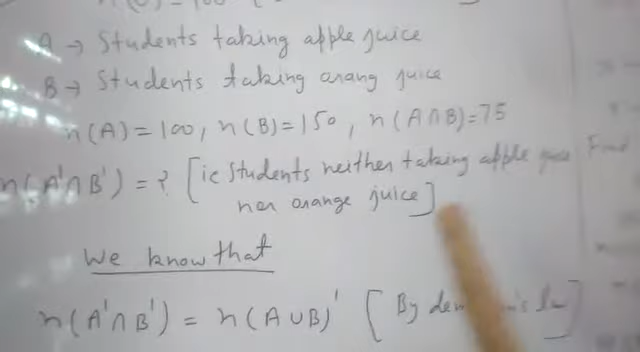 A → Students taking apple juice
B → Students taking orang juice
n(A) = 100, n(B) = 150, n(A∩B) = 75
n(A'∩B') = ? [ie students neither taking apple juice
nor orange juice]
We know that
n(A'∩B') = n(A∪B)' [By